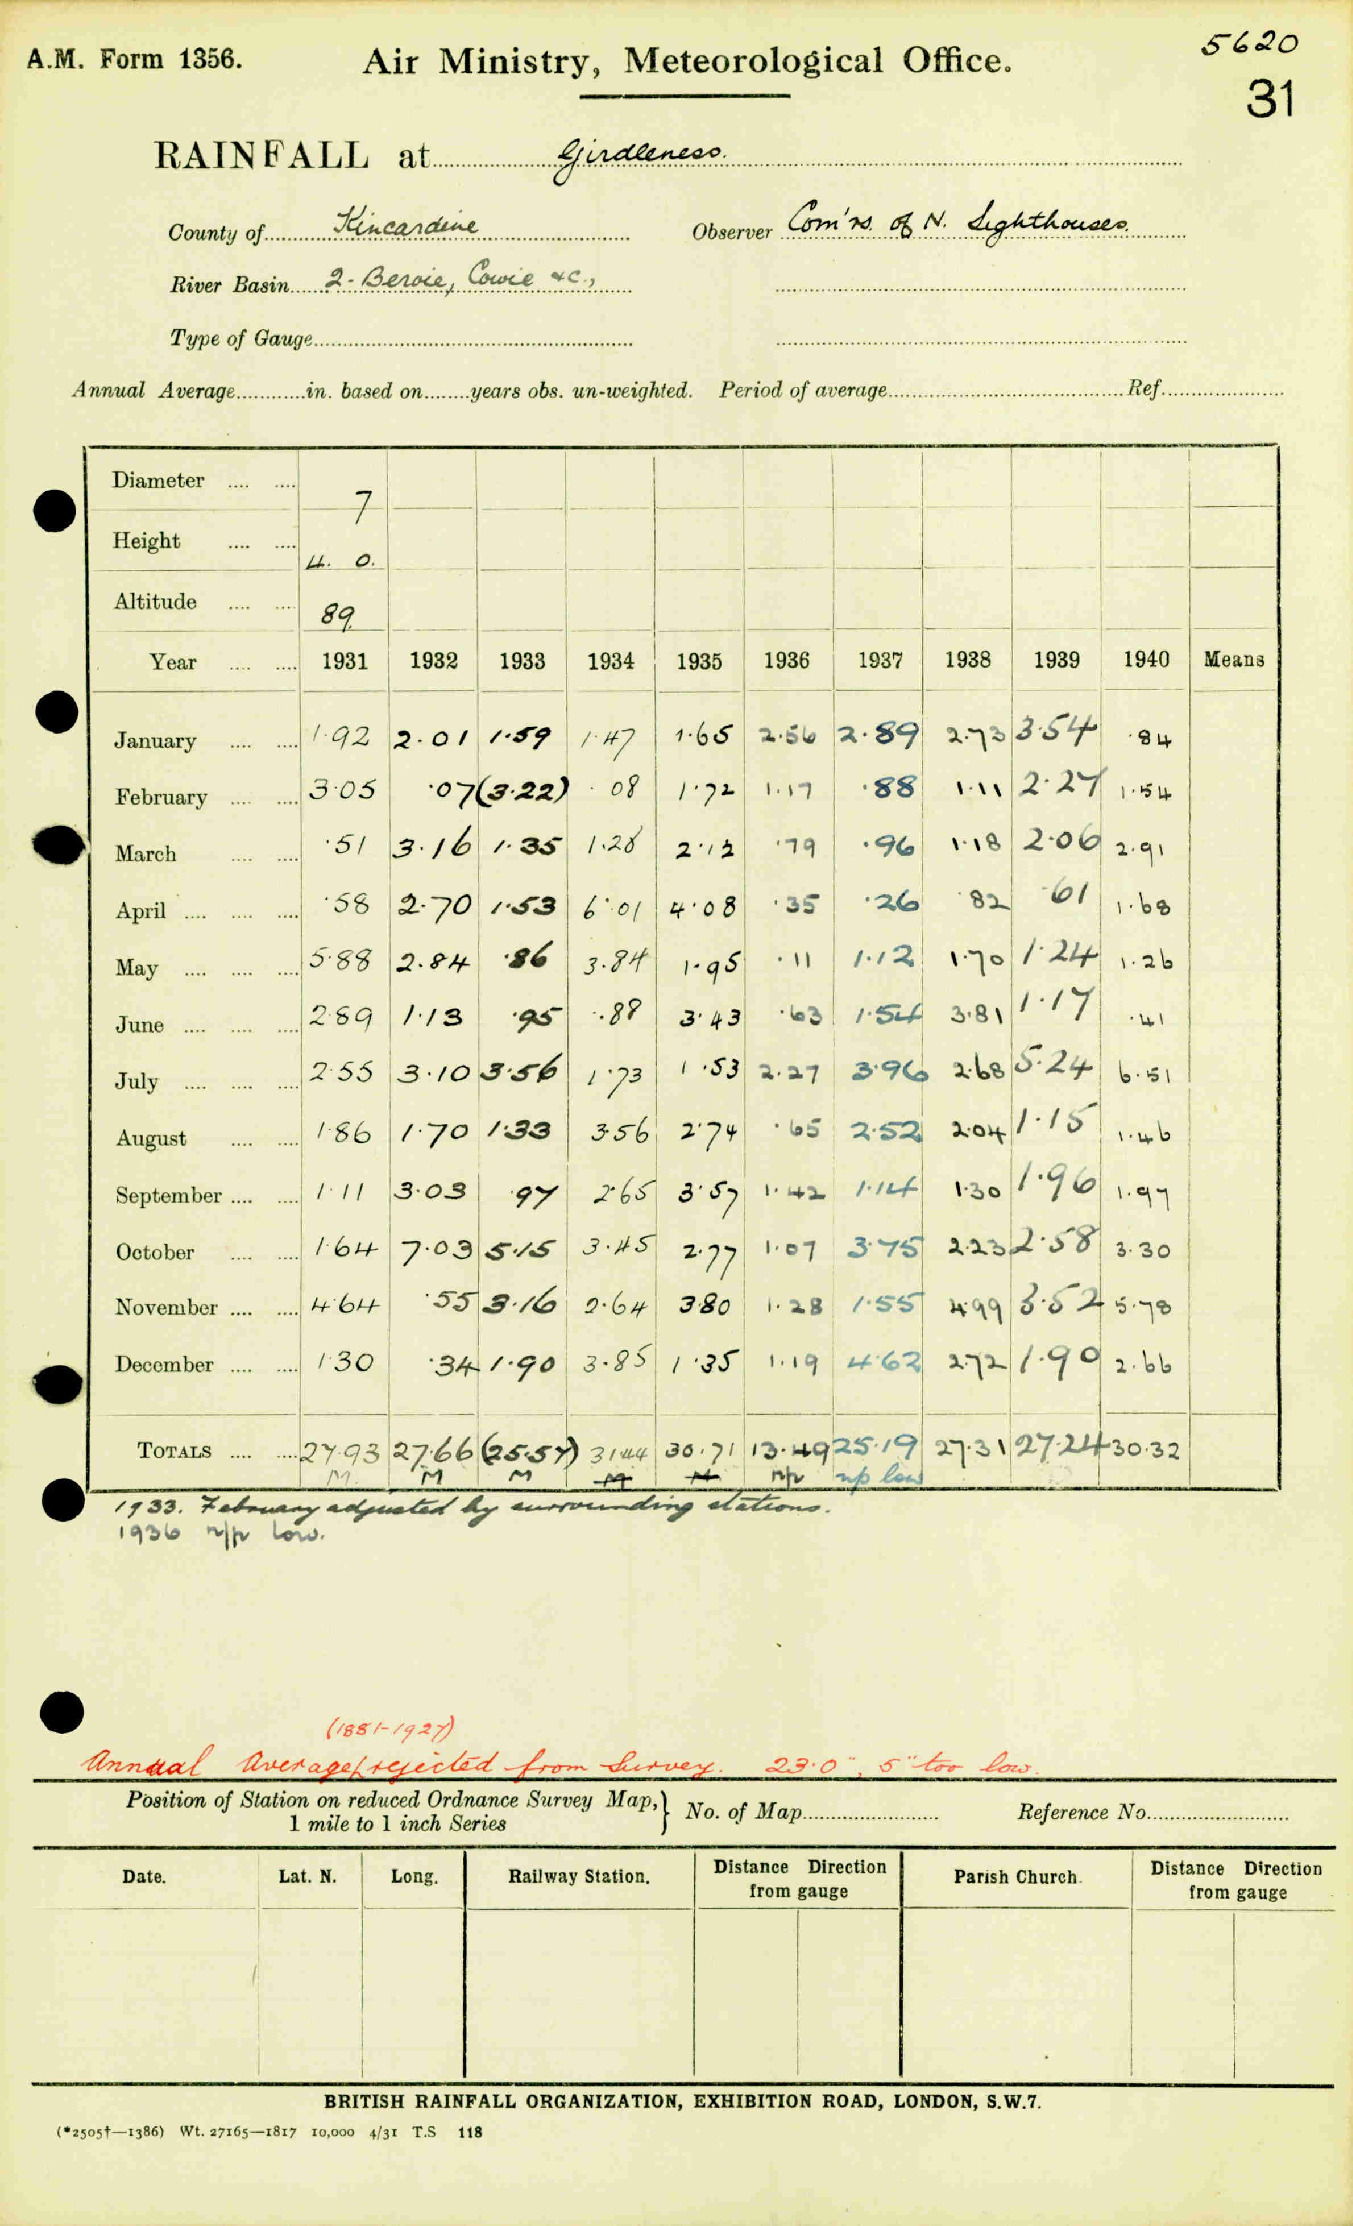 A.M. Form 1356.
Air Ministry, Meteorological Office.
5620
31
RAINFALL at Girdleness.
County of Kincardine Observer Com'rs. of N. Lighthouses.
River Basin 2. Bervie, Cowie &c.,
Type of Gauge
Annual Average in. based on years obs. un-weighted. Period of average Ref.
Diameter .... .... 7
Height .... .... 4. 0.
Altitude .... .... 89
Year .... .... 1931 1932 1933 1934 1935 1936 1937 1938 1939 1940 Means
January .... .... 1.92 2.01 1.59 1.47 1.65 2.56 2.89 2.73 3.54 .84
February .... .... 3.05 .07 (3.22) .08 1.72 1.17 .88 1.11 2.27 1.54
March .... .... .51 3.16 1.35 1.28 2.12 .79 .96 1.18 2.06 2.91
April .... .... .... .58 2.70 1.53 6.01 4.08 .35 .26 .82 .61 1.68
May .... .... .... 5.88 2.84 .86 3.84 1.95 .11 1.12 1.70 1.24 1.26
June .... .... .... 2.89 1.13 .95 .88 3.43 .63 1.54 3.81 1.17 .41
July .... .... .... 2.55 3.10 3.56 1.73 1.53 2.27 3.96 2.68 5.24 6.51
August .... .... 1.86 1.70 1.33 3.56 2.74 .65 2.52 2.04 1.15 1.46
September .... .... 1.11 3.03 .97 2.65 3.57 1.42 1.14 1.30 1.96 1.97
October .... .... 1.64 7.03 5.15 3.45 2.77 1.07 3.75 2.23 2.58 3.30
November .... .... 4.64 .55 3.16 2.64 3.80 1.28 1.55 4.99 3.52 5.78
December .... .... 1.30 .34 1.90 3.85 1.35 1.19 4.62 2.72 1.90 2.66
TOTALS .... .... 27.93 27.66 (25.57) 31.44 30.71 13.49 25.19 27.31 27.24 30.32
M M M M M n/p n/p low
1933. February adjusted by surrounding stations.
1936 n/p low.
(1881-1927)
Annual Average rejected from Survey. 23.0", 5" too low.
Position of Station on reduced Ordnance Survey Map, 1 mile to 1 inch Series } No. of Map Reference No.
Date. Lat. N. Long. Railway Station. Distance Direction from gauge Parish Church. Distance Direction from gauge
BRITISH RAINFALL ORGANIZATION, EXHIBITION ROAD, LONDON, S.W.7.
(*2505†—1386) Wt. 27165—1817 10,000 4/31 T.S 118